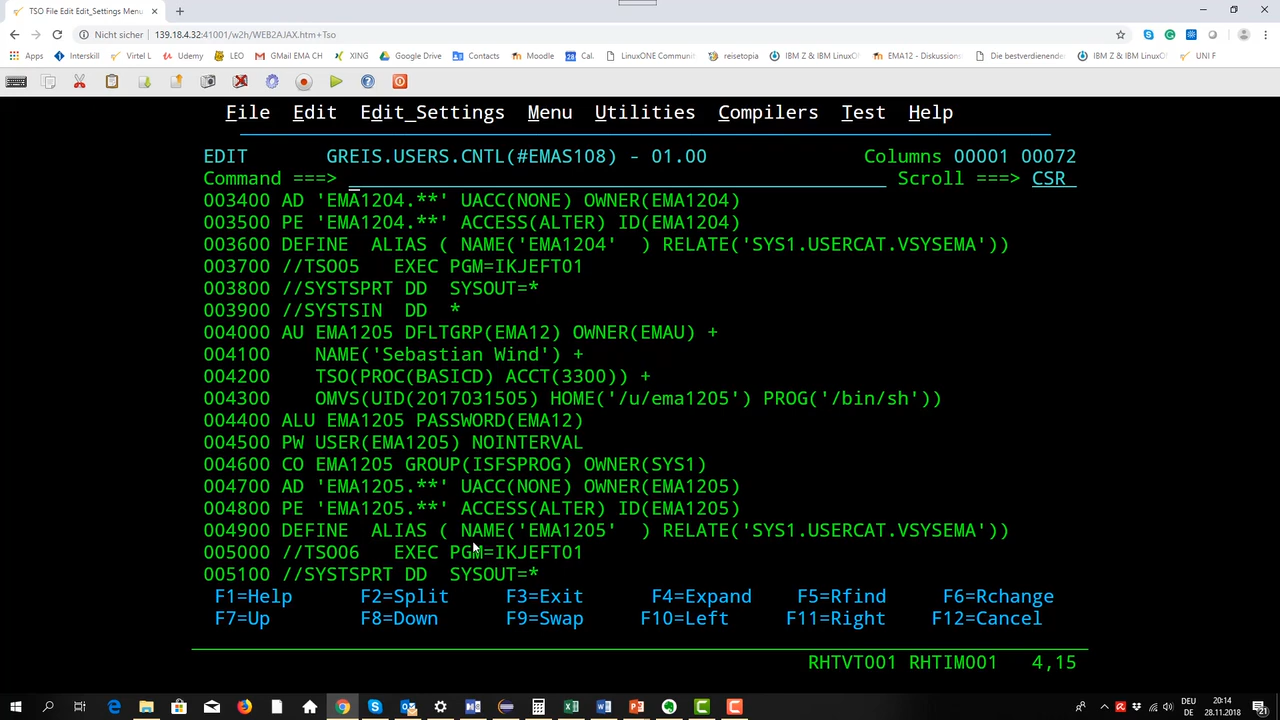 TSO File Edit Edit_Settings Menu
Nicht sicher | 139.18.4.32:41001/w2h/WEB2AJAX.htm+Tso
Apps Interskill Virtel L Udemy LEO GMail EMA CH XING Google Drive Contacts Moodle Cal. LinuxONE Communit reisetopia IBM Z & IBM LinuxO EMA12 - Diskussions Die bestverdienende IBM Z & IBM LinuxO UNI F
File Edit Edit_Settings Menu Utilities Compilers Test Help
EDIT GREIS.USERS.CNTL(#EMAS108) - 01.00 Columns 00001 00072
Command ===> Scroll ===> CSR
003400 AD 'EMA1204.**' UACC(NONE) OWNER(EMA1204)
003500 PE 'EMA1204.**' ACCESS(ALTER) ID(EMA1204)
003600 DEFINE ALIAS ( NAME('EMA1204' ) RELATE('SYS1.USERCAT.VSYSEMA'))
003700 //TSO05 EXEC PGM=IKJEFT01
003800 //SYSTSPRT DD SYSOUT=*
003900 //SYSTSIN DD *
004000 AU EMA1205 DFLTGRP(EMA12) OWNER(EMAU) +
004100 NAME('Sebastian Wind') +
004200 TSO(PROC(BASICD) ACCT(3300)) +
004300 OMVS(UID(2017031505) HOME('/u/ema1205') PROG('/bin/sh'))
004400 ALU EMA1205 PASSWORD(EMA12)
004500 PW USER(EMA1205) NOINTERVAL
004600 CO EMA1205 GROUP(ISFSPROG) OWNER(SYS1)
004700 AD 'EMA1205.**' UACC(NONE) OWNER(EMA1205)
004800 PE 'EMA1205.**' ACCESS(ALTER) ID(EMA1205)
004900 DEFINE ALIAS ( NAME('EMA1205' ) RELATE('SYS1.USERCAT.VSYSEMA'))
005000 //TSO06 EXEC PGM=IKJEFT01
005100 //SYSTSPRT DD SYSOUT=*
F1=Help F2=Split F3=Exit F4=Expand F5=Rfind F6=Rchange
F7=Up F8=Down F9=Swap F10=Left F11=Right F12=Cancel
RHTVT001 RHTIM001 4,15
DEU 20:14
DE 28.11.2018